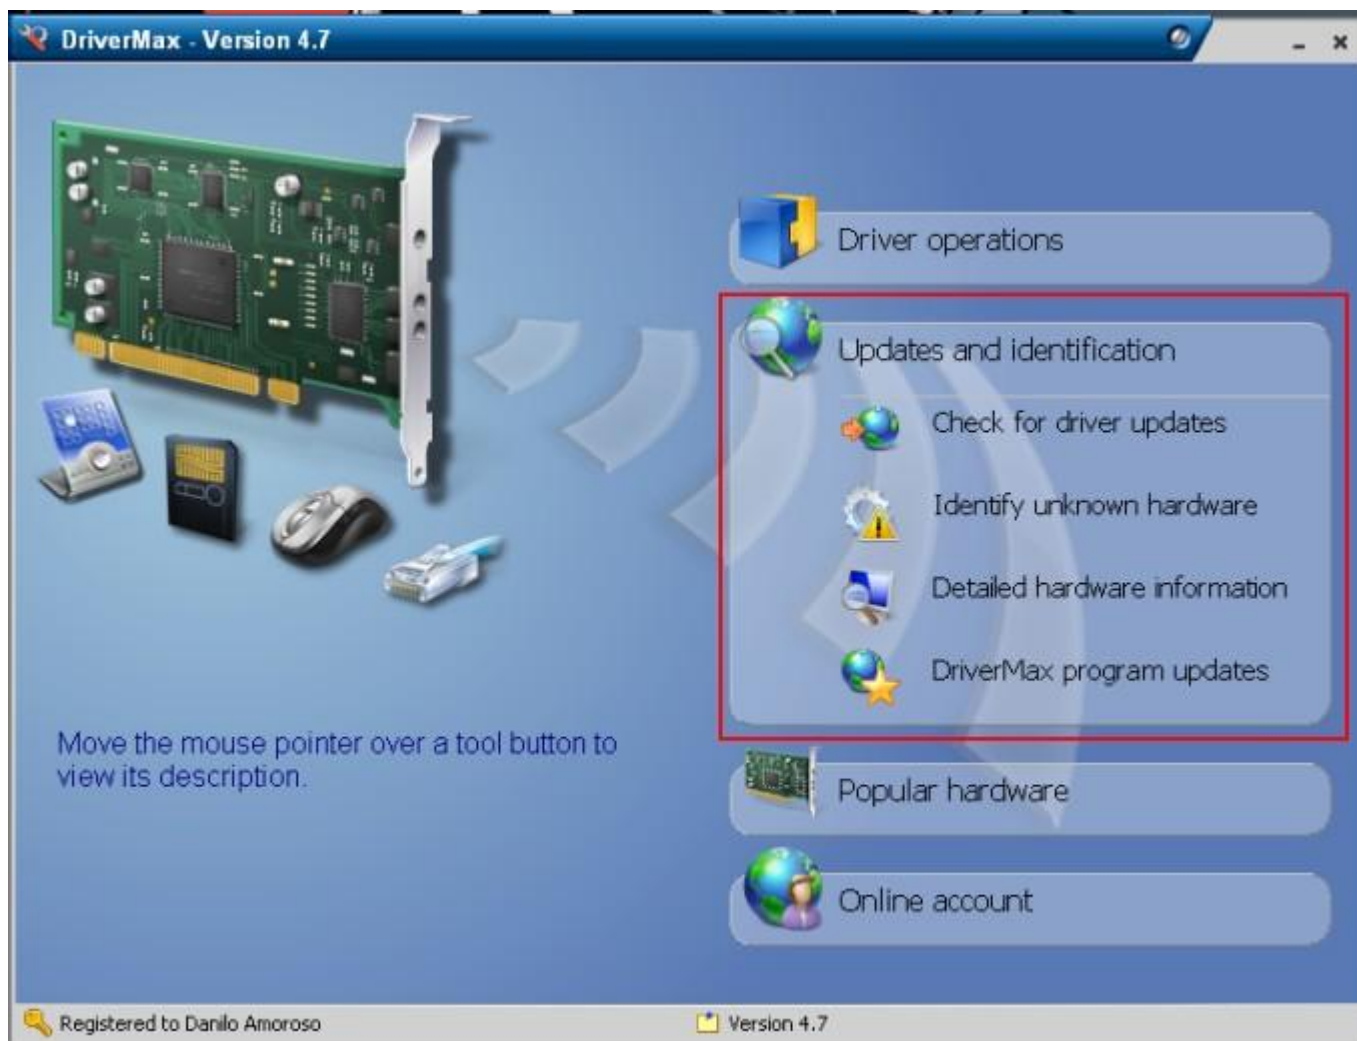 DriverMax - Version 4.7
Driver operations
Updates and identification
Check for driver updates
Identify unknown hardware
Detailed hardware information
DriverMax program updates
Move the mouse pointer over a tool button to
view its description.
Popular hardware
Online account
Registered to Danilo Amoroso
Version 4.7